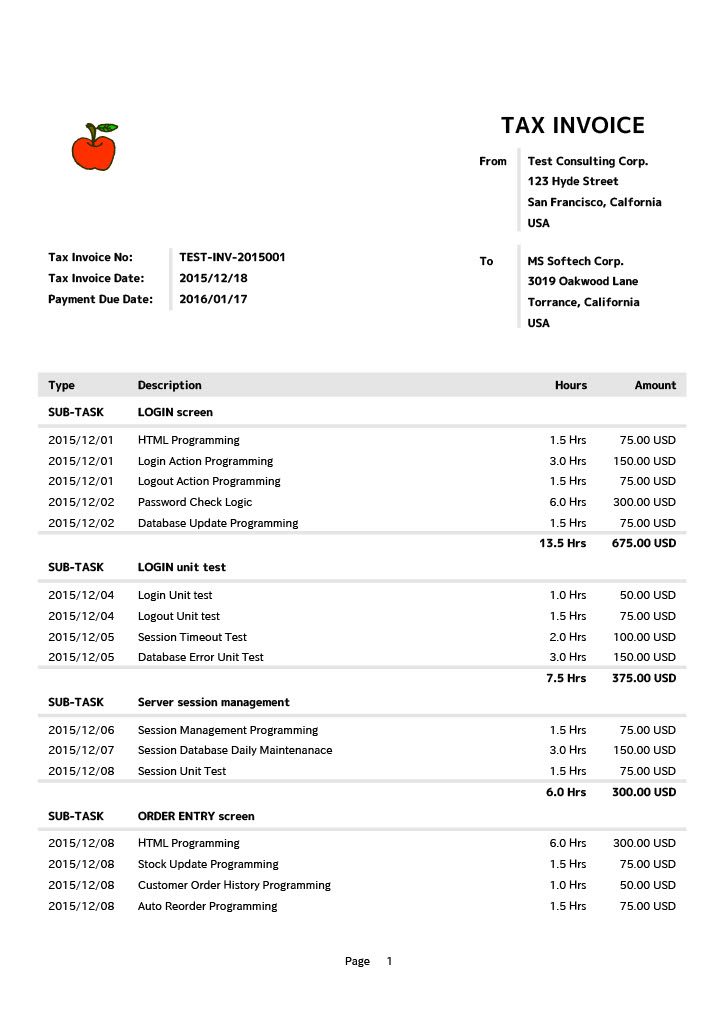 TAX INVOICE
From Test Consulting Corp.
123 Hyde Street
San Francisco, Calfornia
USA
Tax Invoice No: TEST-INV-2015001
Tax Invoice Date: 2015/12/18
Payment Due Date: 2016/01/17
To MS Softech Corp.
3019 Oakwood Lane
Torrance, California
USA
Type Description Hours Amount
SUB-TASK LOGIN screen
2015/12/01 HTML Programming 1.5 Hrs 75.00 USD
2015/12/01 Login Action Programming 3.0 Hrs 150.00 USD
2015/12/01 Logout Action Programming 1.5 Hrs 75.00 USD
2015/12/02 Password Check Logic 6.0 Hrs 300.00 USD
2015/12/02 Database Update Programming 1.5 Hrs 75.00 USD
13.5 Hrs 675.00 USD
SUB-TASK LOGIN unit test
2015/12/04 Login Unit test 1.0 Hrs 50.00 USD
2015/12/04 Logout Unit test 1.5 Hrs 75.00 USD
2015/12/05 Session Timeout Test 2.0 Hrs 100.00 USD
2015/12/05 Database Error Unit Test 3.0 Hrs 150.00 USD
7.5 Hrs 375.00 USD
SUB-TASK Server session management
2015/12/06 Session Management Programming 1.5 Hrs 75.00 USD
2015/12/07 Session Database Daily Maintenanace 3.0 Hrs 150.00 USD
2015/12/08 Session Unit Test 1.5 Hrs 75.00 USD
6.0 Hrs 300.00 USD
SUB-TASK ORDER ENTRY screen
2015/12/08 HTML Programming 6.0 Hrs 300.00 USD
2015/12/08 Stock Update Programming 1.5 Hrs 75.00 USD
2015/12/08 Customer Order History Programming 1.0 Hrs 50.00 USD
2015/12/08 Auto Reorder Programming 1.5 Hrs 75.00 USD
Page 1